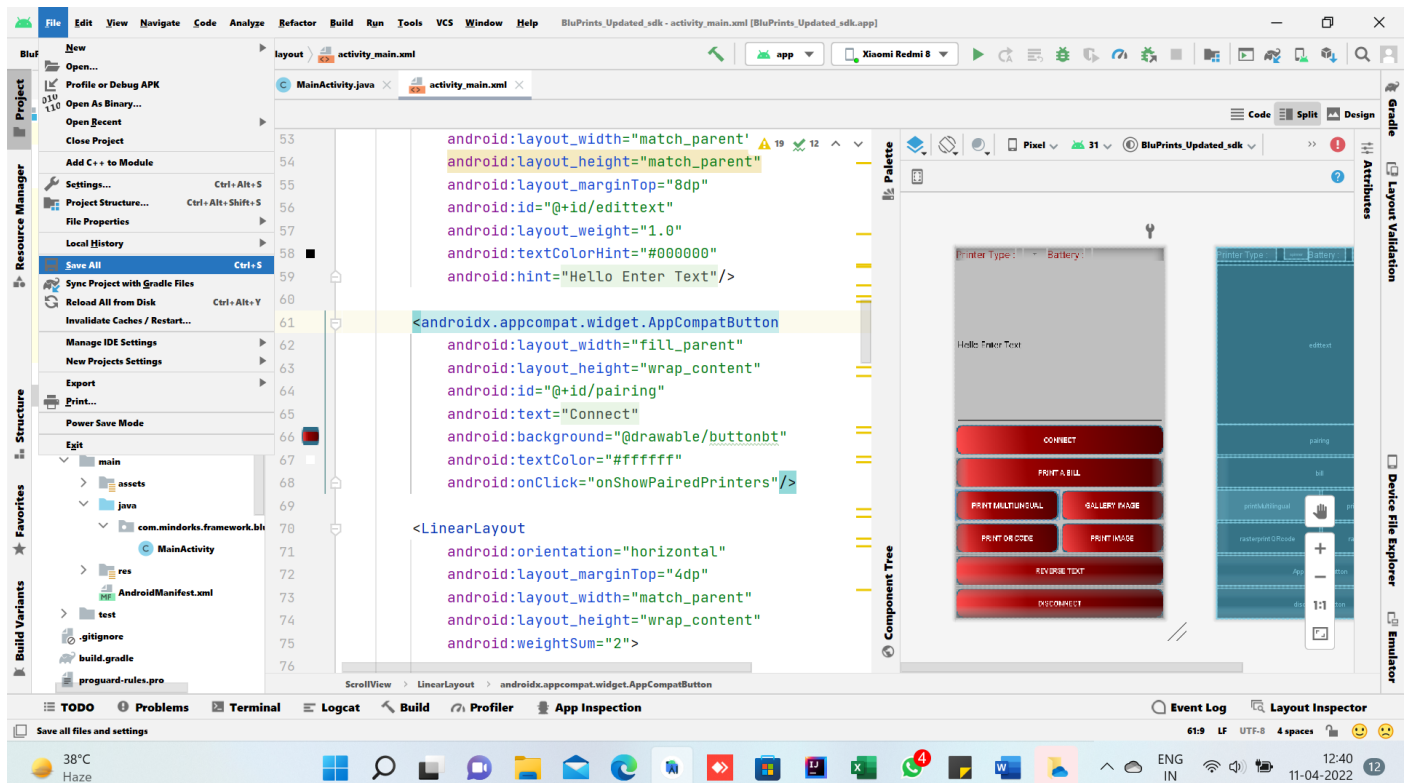 File Edit View Navigate Code Analyze Refactor Build Run Tools VCS Window Help BluPrints_Updated_sdk - activity_main.xml [BluPrints_Updated_sdk.app]
layout activity_main.xml app Xiaomi Redmi 8
New
Open...
Profile or Debug APK
Open As Binary...
Open Recent
Close Project
Add C++ to Module
Settings... Ctrl+Alt+S
Project Structure... Ctrl+Alt+Shift+S
File Properties
Local History
Save All Ctrl+S
Sync Project with Gradle Files
Reload All from Disk Ctrl+Alt+Y
Invalidate Caches / Restart...
Manage IDE Settings
New Projects Settings
Export
Print...
Power Save Mode
Exit
Project
Resource Manager
Structure
Favorites
Build Variants
main
assets
java
com.mindorks.framework.blu
MainActivity
res
AndroidManifest.xml
test
.gitignore
build.gradle
proguard-rules.pro
MainActivity.java activity_main.xml
Code Split Design
19 12
53 android:layout_width="match_parent"
54 android:layout_height="match_parent"
55 android:layout_marginTop="8dp"
56 android:id="@+id/edittext"
57 android:layout_weight="1.0"
58 android:textColorHint="#000000"
59 android:hint="Hello Enter Text"/>
60
61 <androidx.appcompat.widget.AppCompatButton
62 android:layout_width="fill_parent"
63 android:layout_height="wrap_content"
64 android:id="@+id/pairing"
65 android:text="Connect"
66 android:background="@drawable/buttonbt"
67 android:textColor="#ffffff"
68 android:onClick="onShowPairedPrinters"/>
69
70 <LinearLayout
71 android:orientation="horizontal"
72 android:layout_marginTop="4dp"
73 android:layout_width="match_parent"
74 android:layout_height="wrap_content"
75 android:weightSum="2">
76
ScrollView > LinearLayout > androidx.appcompat.widget.AppCompatButton
Palette
Component Tree
Pixel 31 BluPrints_Updated_sdk
Printer Type : Battery :
Hello Enter Text
CONNECT
PRINT A BILL
PRINT MULTILINGUAL GALLERY IMAGE
PRINT QR CODE PRINT IMAGE
REVERSE TEXT
DISCONNECT
Printer Type : Battery :
edittext
pairing
bill
printMultilingual
rasterprintQRcode
1:1
Attributes
Gradle
Layout Validation
Device File Explorer
Emulator
TODO Problems Terminal Logcat Build Profiler App Inspection Event Log Layout Inspector
Save all files and settings 61:9 LF UTF-8 4 spaces
38°C
Haze
4
ENG
IN
12:40
11-04-2022
12